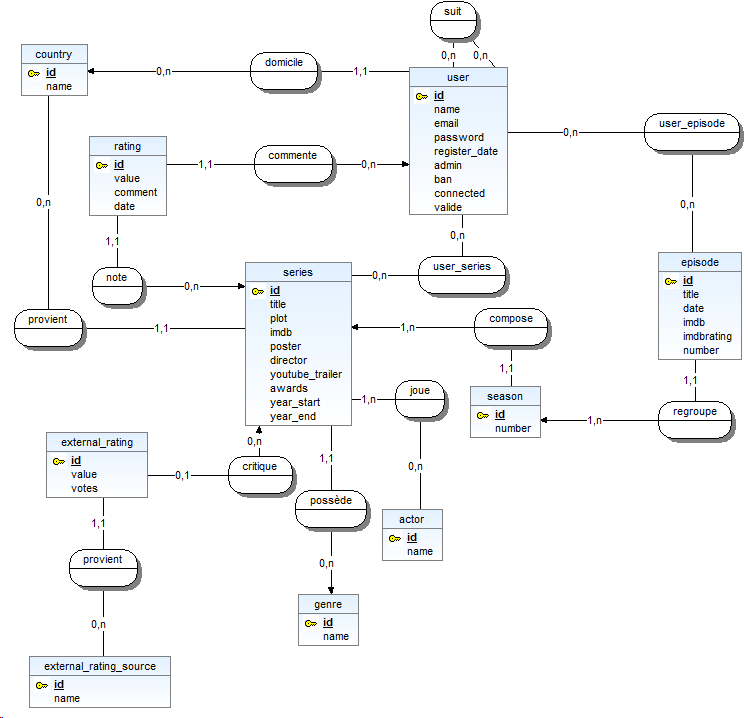 suit
0,n
0,n
country
id
name
0,n
domicile
1,1
user
id
name
email
password
register_date
admin
ban
connected
valide
0,n
user_episode
rating
id
value
comment
date
1,1
commente
0,n
0,n
0,n
1,1
note
0,n
0,n
user_series
0,n
provient
1,1
series
id
title
plot
imdb
poster
director
youtube_trailer
awards
year_start
year_end
1,n
compose
1,1
season
id
number
episode
id
title
date
imdb
imdbrating
number
1,1
regroupe
1,n
1,n
joue
0,n
actor
id
name
external_rating
id
value
votes
0,1
critique
0,n
1,1
possède
0,n
genre
id
name
1,1
provient
0,n
external_rating_source
id
name